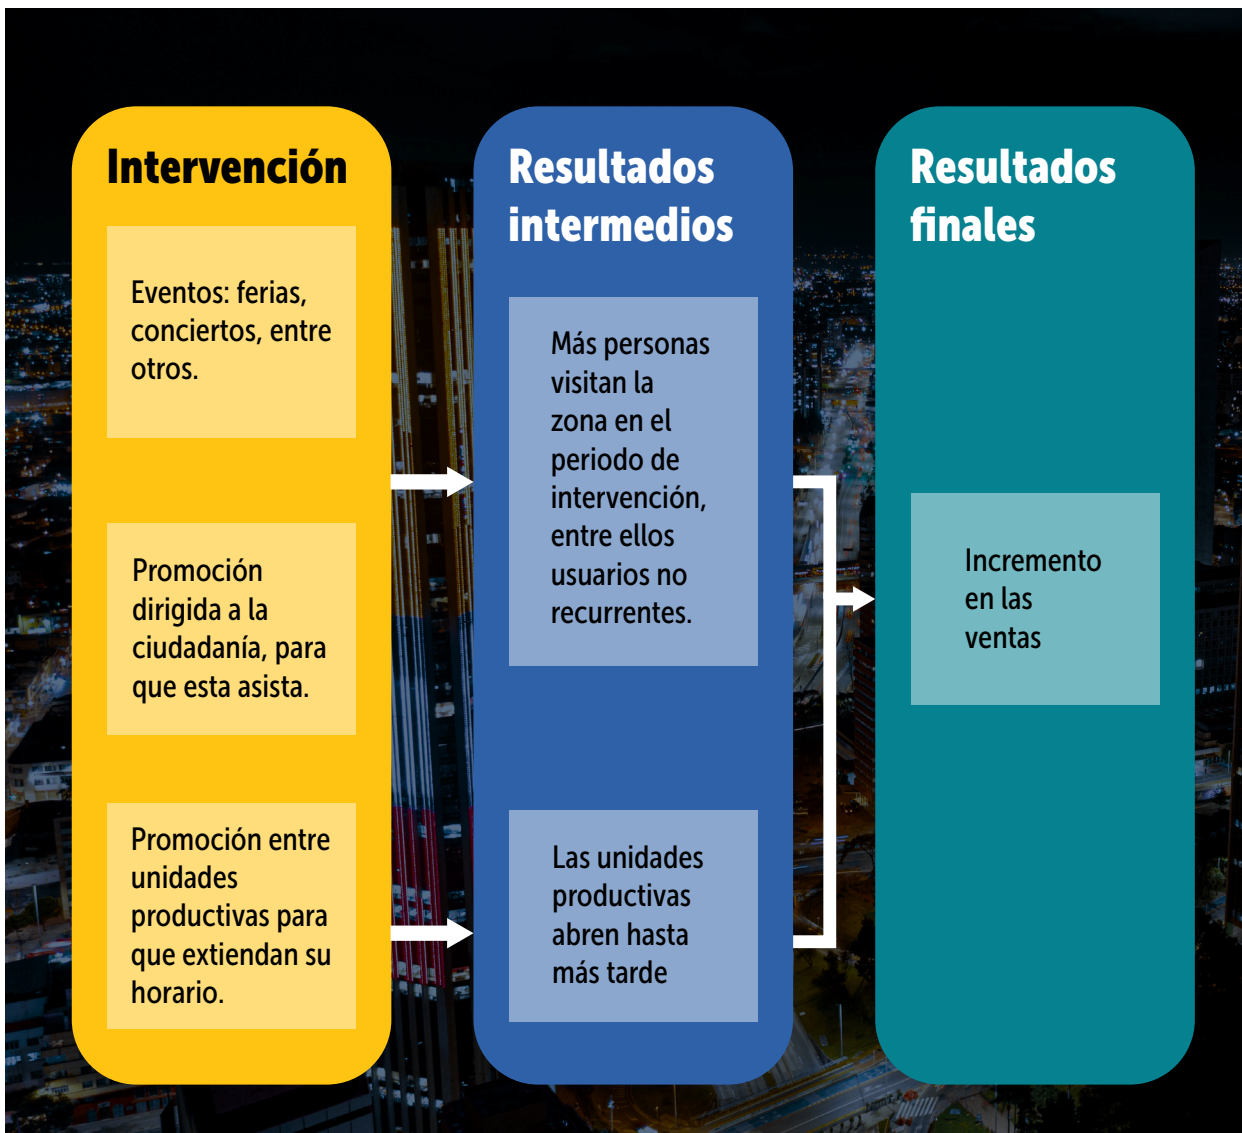 Intervención
Eventos: ferias,
conciertos, entre
otros.
Promoción
dirigida a la
ciudadanía, para
que esta asista.
Promoción entre
unidades
productivas para
que extiendan su
horario.
Resultados
intermedios
Más personas
visitan la
zona en el
periodo de
intervención,
entre ellos
usuarios no
recurrentes.
Las unidades
productivas
abren hasta
más tarde
Resultados
finales
Incremento
en las
ventas